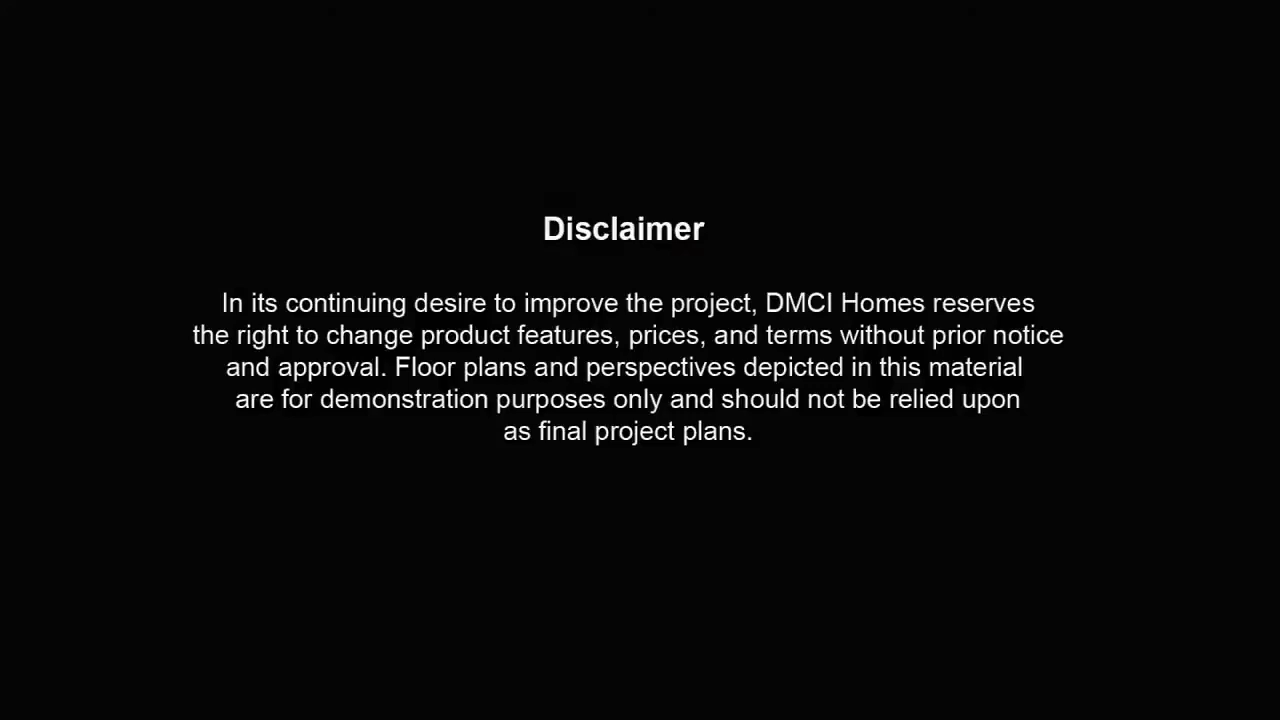 Disclaimer
In its continuing desire to improve the project, DMCI Homes reserves
the right to change product features, prices, and terms without prior notice
and approval. Floor plans and perspectives depicted in this material
are for demonstration purposes only and should not be relied upon
as final project plans.